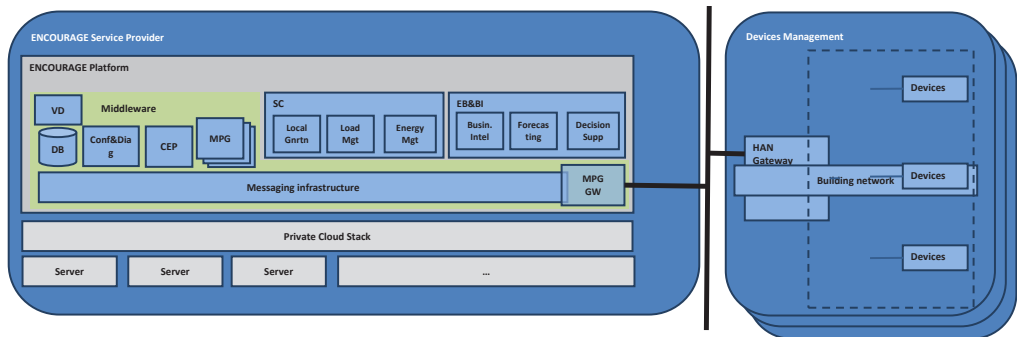 ENCOURAGE Service Provider
ENCOURAGE Platform
VD
Middleware
DB
Conf&Dia
g
CEP
MPG
SC
Local
Gnrtn
Load
Mgt
Energy
Mgt
EB&BI
Busin.
Intel
Forecas
ting
Decision
Supp
Messaging infrastructure
MPG
GW
Private Cloud Stack
Server
Server
Server
...
Devices Management
Devices
HAN
Gateway
Building network
Devices
Devices